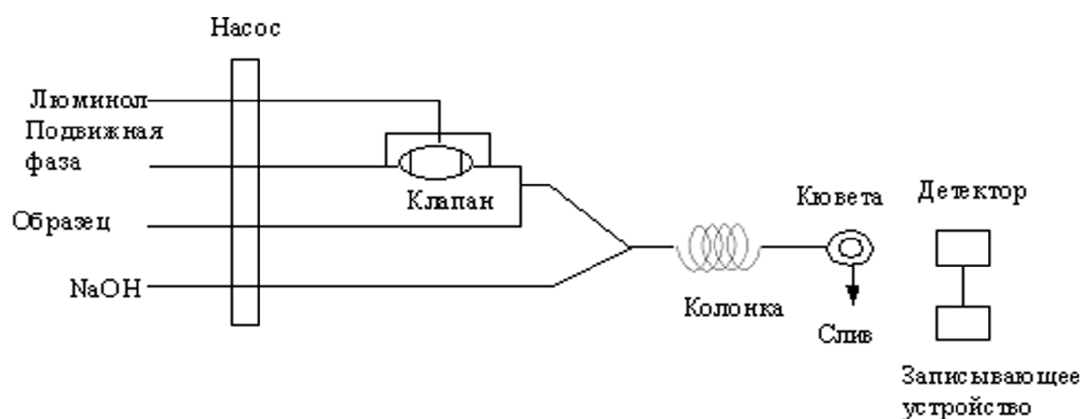 Насос
Люминол
Подвижная
фаза
Клапан
Образец
NaOH
Колонка
Кювета
Слив
Детектор
Записывающее
устройство